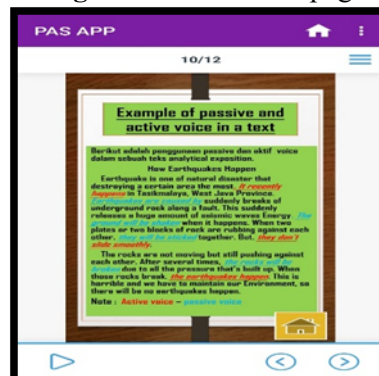 PAS APP
10/12
Example of passive and
active voice in a text
Berikut adalah penggunaan passive dan aktif voice
dalam sebuah teks analytical exposition.
How Earthquakes Happen
Earthquake is one of natural disaster that
destroying a certain area the most. It recently
happens in Tasikmalaya, West Java Province.
Earthquakes are caused by suddenly breaks of
underground rock along a fault. This suddenly
releases a huge amount of seismic waves Energy. The
ground will be shaken when it happens. When two
plates or two blocks of rock are rubbing against each
other, they will be sticked together. But, they don't
slide smoothly.
The rocks are not moving but still pushing against
each other. After several times, the rocks will be
broken due to all the pressure that's built up. When
those rocks break, the earthquakes happen. This is
horrible and we have to maintain our Environment, so
there will be no earthquakes happen.
Note : Active voice – passive voice